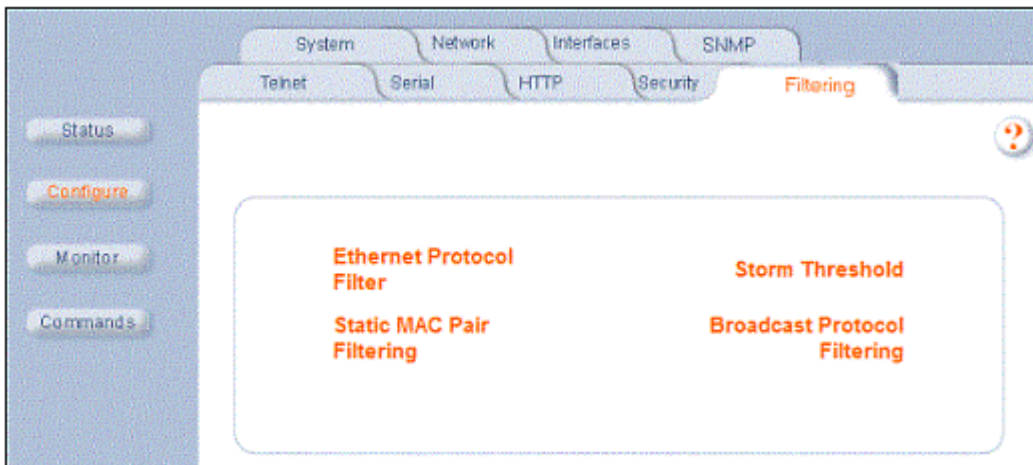 System Network Interfaces SNMP
Telnet Serial HTTP Security Filtering
Status
?
Configure
Monitor
Commands
Ethernet Protocol
Filter
Storm Threshold
Static MAC Pair
Filtering
Broadcast Protocol
Filtering